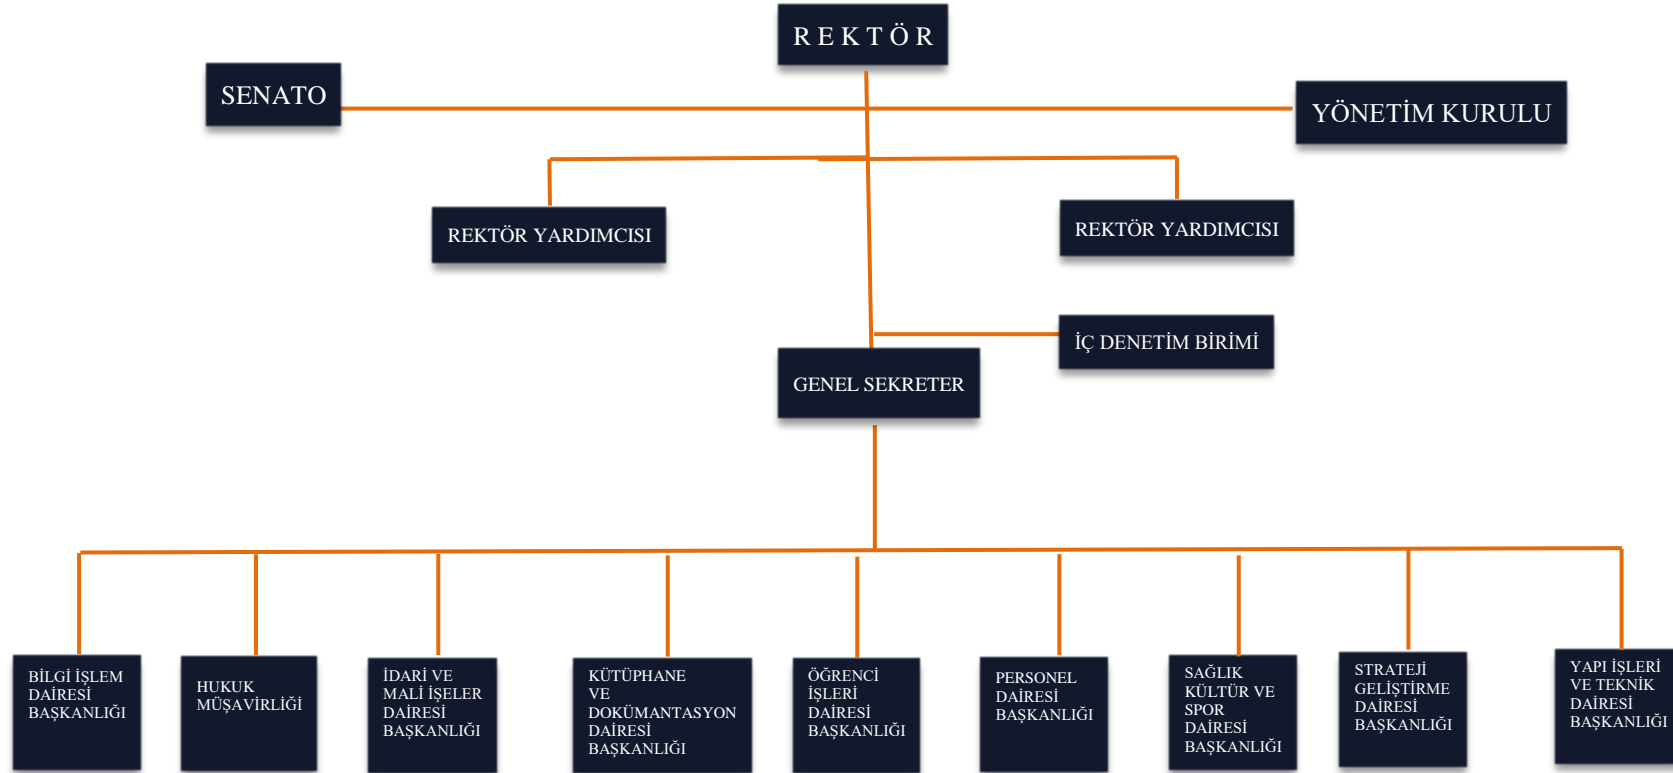 R E K T Ö R
SENATO
YÖNETİM KURULU
REKTÖR YARDIMCISI
REKTÖR YARDIMCISI
İÇ DENETİM BİRİMİ
GENEL SEKRETER
BİLGİ İŞLEM
DAİRESİ
BAŞKANLIĞI
HUKUK
MÜŞAVİRLİĞİ
İDARİ VE
MALİ İŞELER
DAİRESİ
BAŞKANLIĞI
KÜTÜPHANE
VE
DOKÜMANTASYON
DAİRESİ
BAŞKANLIĞI
ÖĞRENCİ
İŞLERİ
DAİRESİ
BAŞKANLIĞI
PERSONEL
DAİRESİ
BAŞKANLIĞI
SAĞLIK
KÜLTÜR VE
SPOR
DAİRESİ
BAŞKANLIĞI
STRATEJİ
GELİŞTİRME
DAİRESİ
BAŞKANLIĞI
YAPI İŞLERİ
VE TEKNİK
DAİRESİ
BAŞKANLIĞI